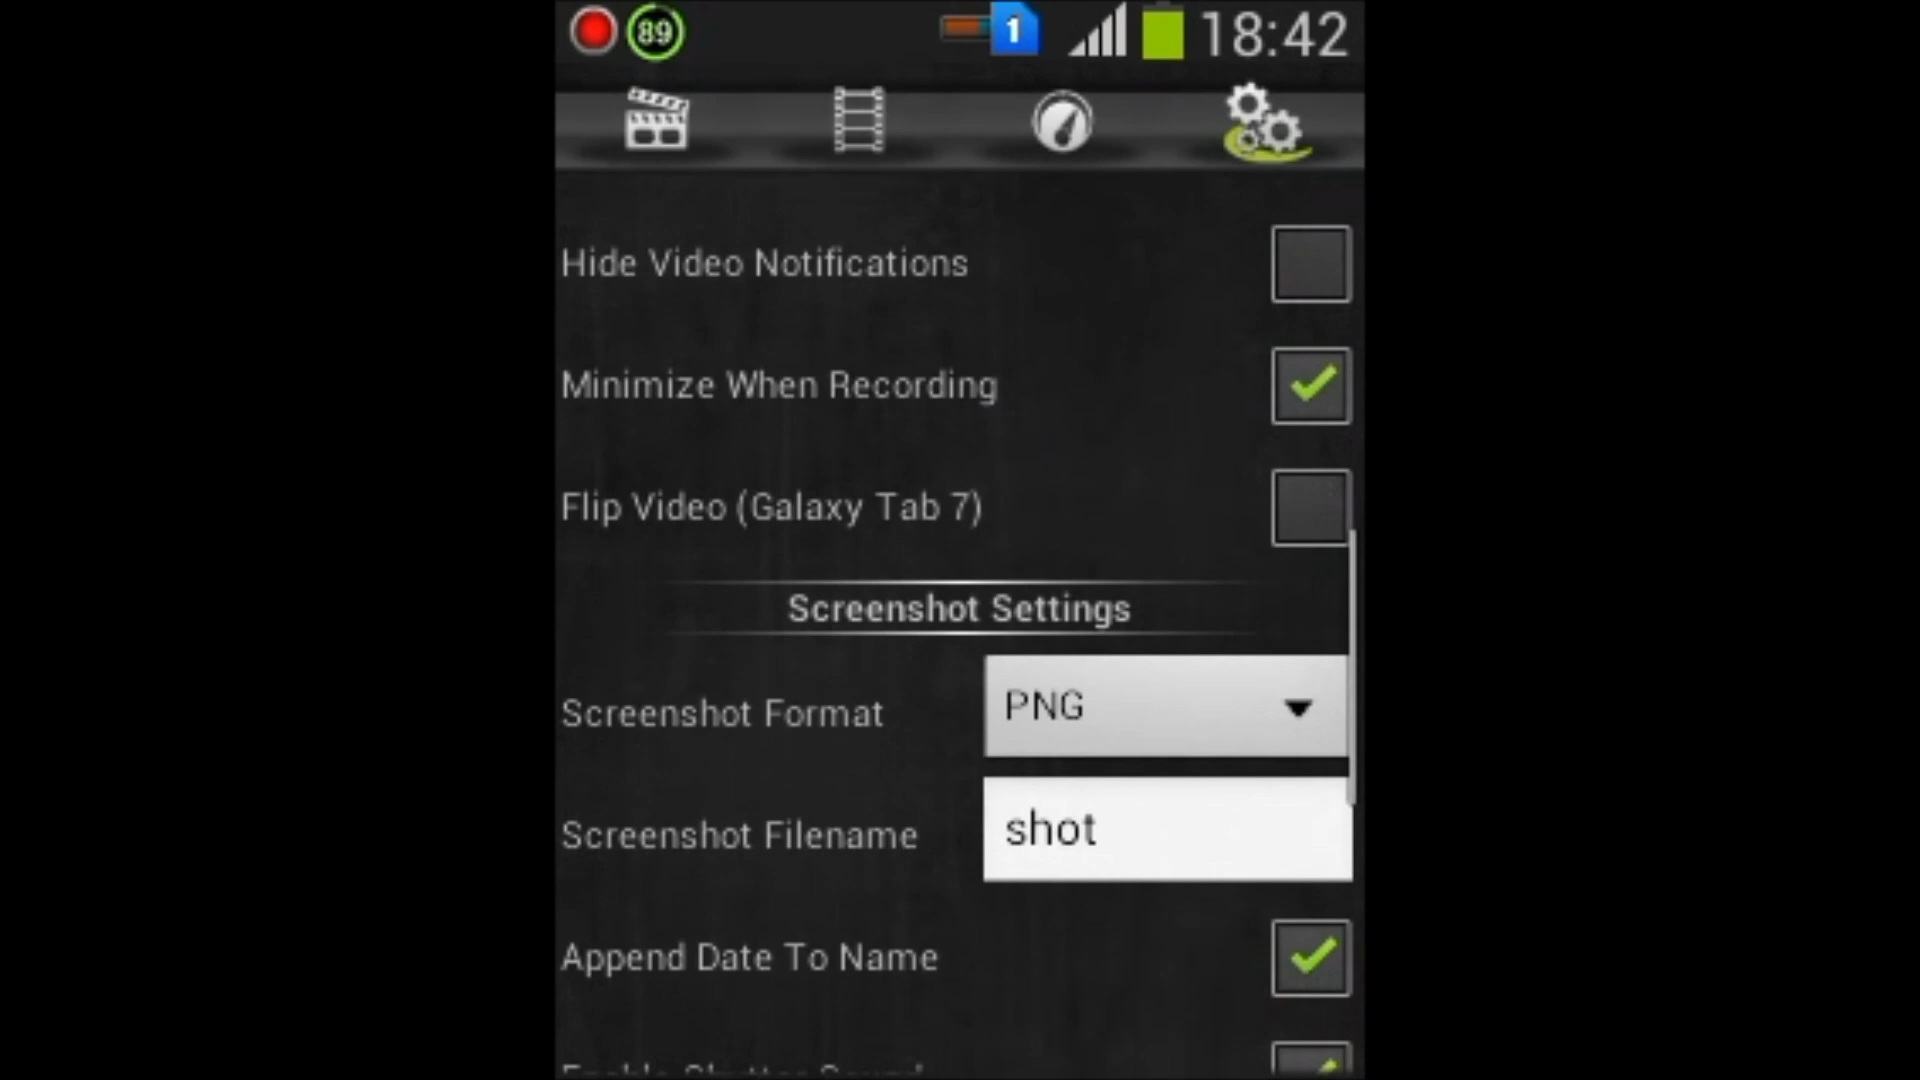 89 1 18:42
Hide Video Notifications
Minimize When Recording
Flip Video (Galaxy Tab 7)
Screenshot Settings
Screenshot Format PNG
Screenshot Filename shot
Append Date To Name